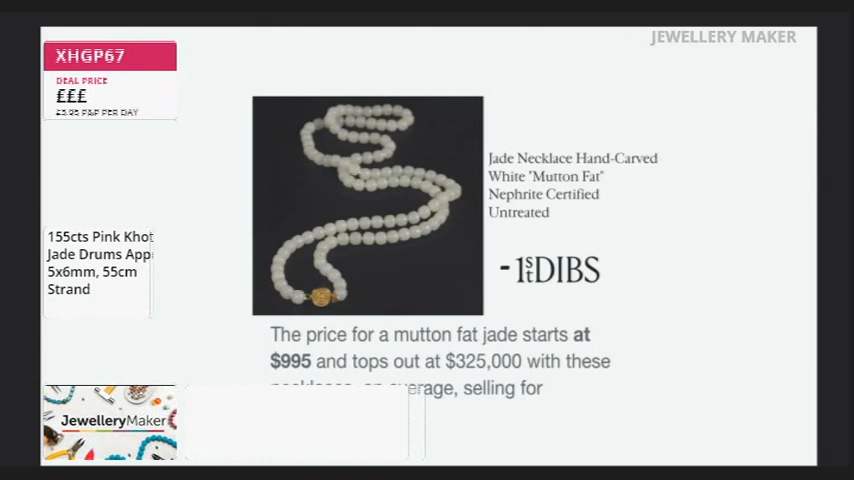 JEWELLERY MAKER
XHGP67
DEAL PRICE
£££
£3.95 P&P PER DAY
Jade Necklace Hand-Carved
White "Mutton Fat"
Nephrite Certified
Untreated
155cts Pink Khot
Jade Drums App
5x6mm, 55cm
Strand
-1stDIBS
The price for a mutton fat jade starts at
$995 and tops out at $325,000 with these
average, selling for
JewelleryMaker